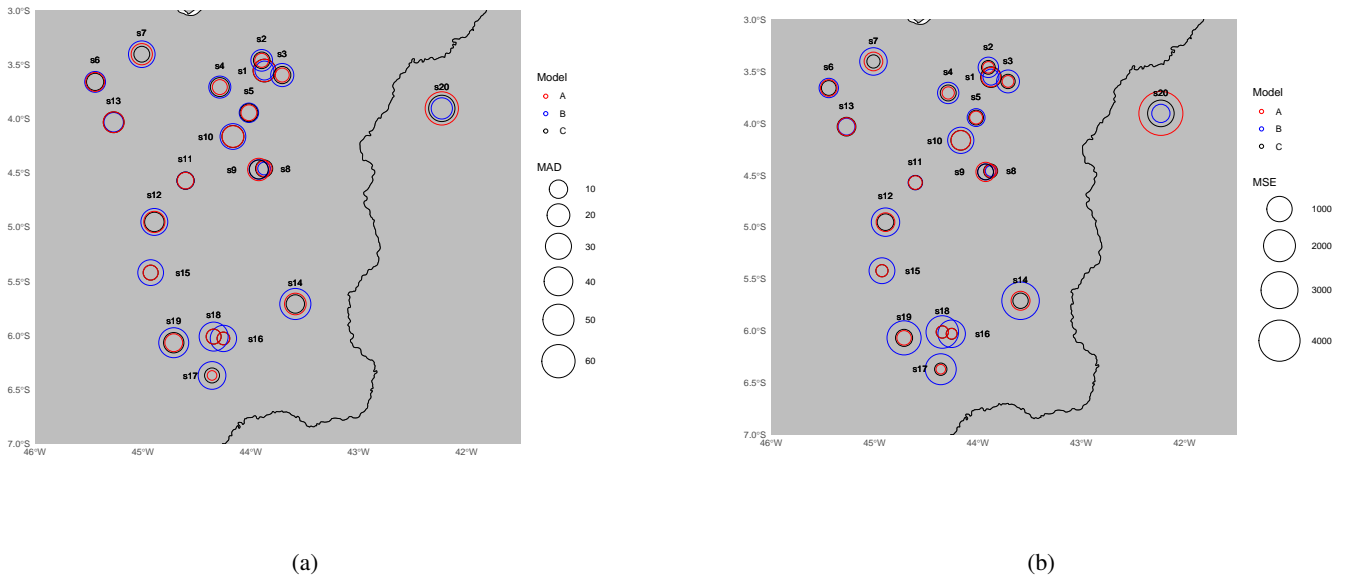 3.0°S
3.5°S
4.0°S
4.5°S
5.0°S
5.5°S
6.0°S
6.5°S
7.0°S
46°W
45°W
44°W
43°W
42°W
s7
s2
s3
s6
s4
s1
s13
s5
s20
s10
s11
s9
s8
s12
s15
s14
s19
s18
s16
s17
Model
A
B
C
MAD
10
20
30
40
50
60
(a)
3.0°S
3.5°S
4.0°S
4.5°S
5.0°S
5.5°S
6.0°S
6.5°S
7.0°S
46°W
45°W
44°W
43°W
42°W
s7
s2
s3
s6
s4
s1
s13
s5
s20
s10
s11
s9
s8
s12
s15
s14
s19
s18
s16
s17
Model
A
B
C
MSE
1000
2000
3000
4000
(b)